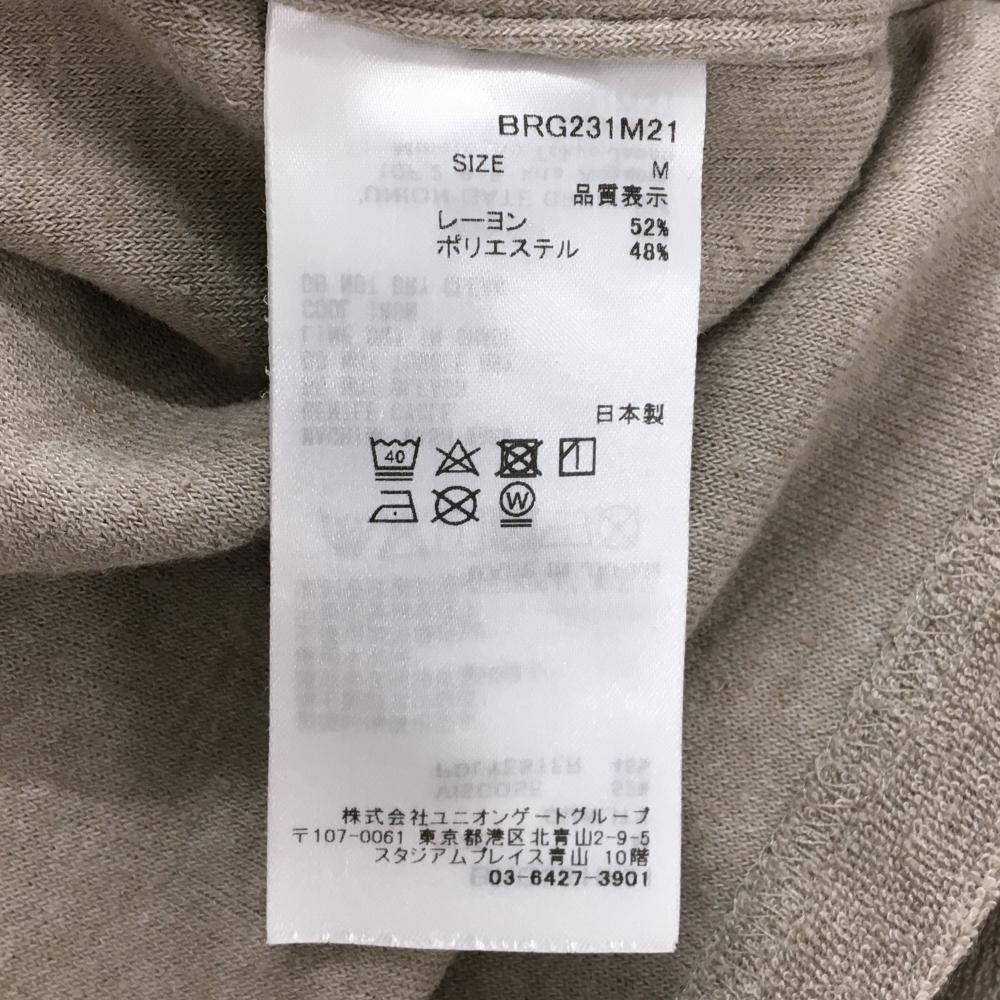 BRG231M21
SIZE M
品質表示
レーヨン 52%
ポリエステル 48%
日本製
40
W
株式会社ユニオンゲートグループ
〒107-0061 東京都港区北青山2-9-5
スタジアムプレイス青山 10階
03-6427-3901